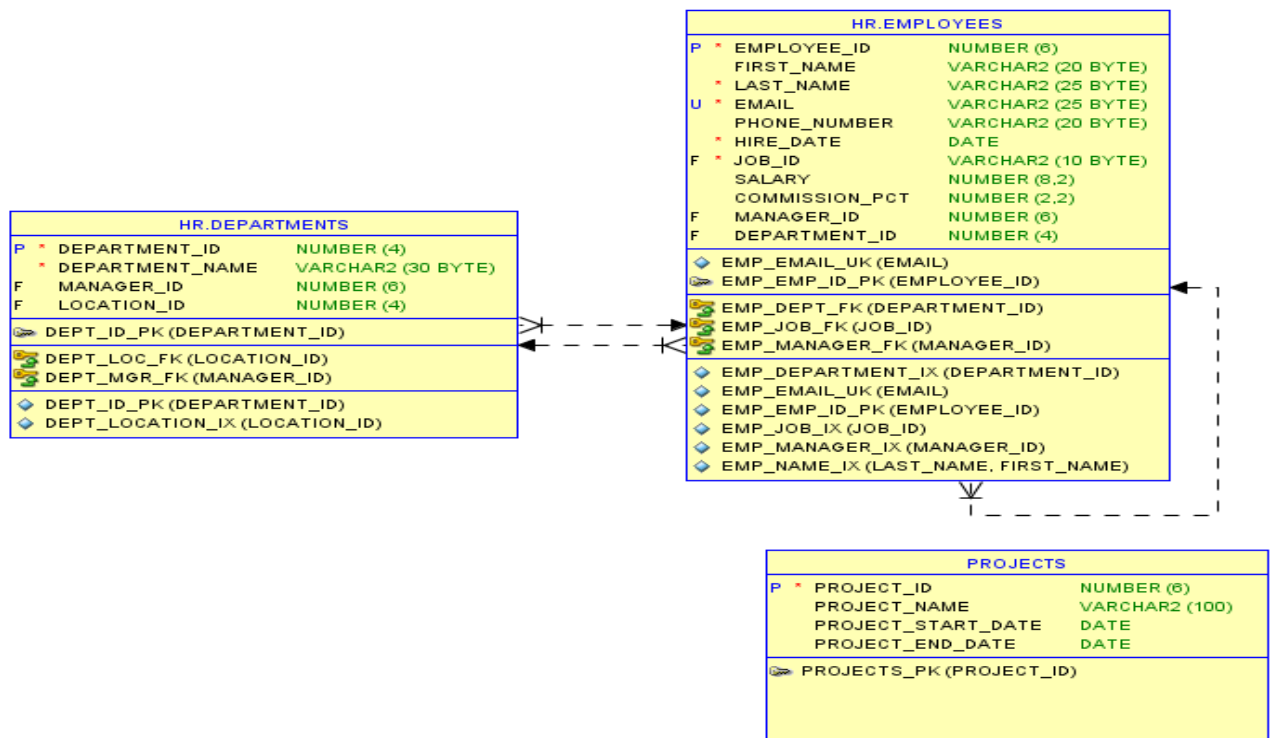 HR.EMPLOYEES
P * EMPLOYEE_ID NUMBER (6)
FIRST_NAME VARCHAR2 (20 BYTE)
* LAST_NAME VARCHAR2 (25 BYTE)
U * EMAIL VARCHAR2 (25 BYTE)
PHONE_NUMBER VARCHAR2 (20 BYTE)
* HIRE_DATE DATE
F * JOB_ID VARCHAR2 (10 BYTE)
SALARY NUMBER (8,2)
COMMISSION_PCT NUMBER (2,2)
F MANAGER_ID NUMBER (6)
F DEPARTMENT_ID NUMBER (4)
EMP_EMAIL_UK (EMAIL)
EMP_EMP_ID_PK (EMPLOYEE_ID)
EMP_DEPT_FK (DEPARTMENT_ID)
EMP_JOB_FK (JOB_ID)
EMP_MANAGER_FK (MANAGER_ID)
EMP_DEPARTMENT_IX (DEPARTMENT_ID)
EMP_EMAIL_UK (EMAIL)
EMP_EMP_ID_PK (EMPLOYEE_ID)
EMP_JOB_IX (JOB_ID)
EMP_MANAGER_IX (MANAGER_ID)
EMP_NAME_IX (LAST_NAME, FIRST_NAME)
HR.DEPARTMENTS
P * DEPARTMENT_ID NUMBER (4)
* DEPARTMENT_NAME VARCHAR2 (30 BYTE)
F MANAGER_ID NUMBER (6)
F LOCATION_ID NUMBER (4)
DEPT_ID_PK (DEPARTMENT_ID)
DEPT_LOC_FK (LOCATION_ID)
DEPT_MGR_FK (MANAGER_ID)
DEPT_ID_PK (DEPARTMENT_ID)
DEPT_LOCATION_IX (LOCATION_ID)
PROJECTS
P * PROJECT_ID NUMBER (6)
PROJECT_NAME VARCHAR2 (100)
PROJECT_START_DATE DATE
PROJECT_END_DATE DATE
PROJECTS_PK (PROJECT_ID)